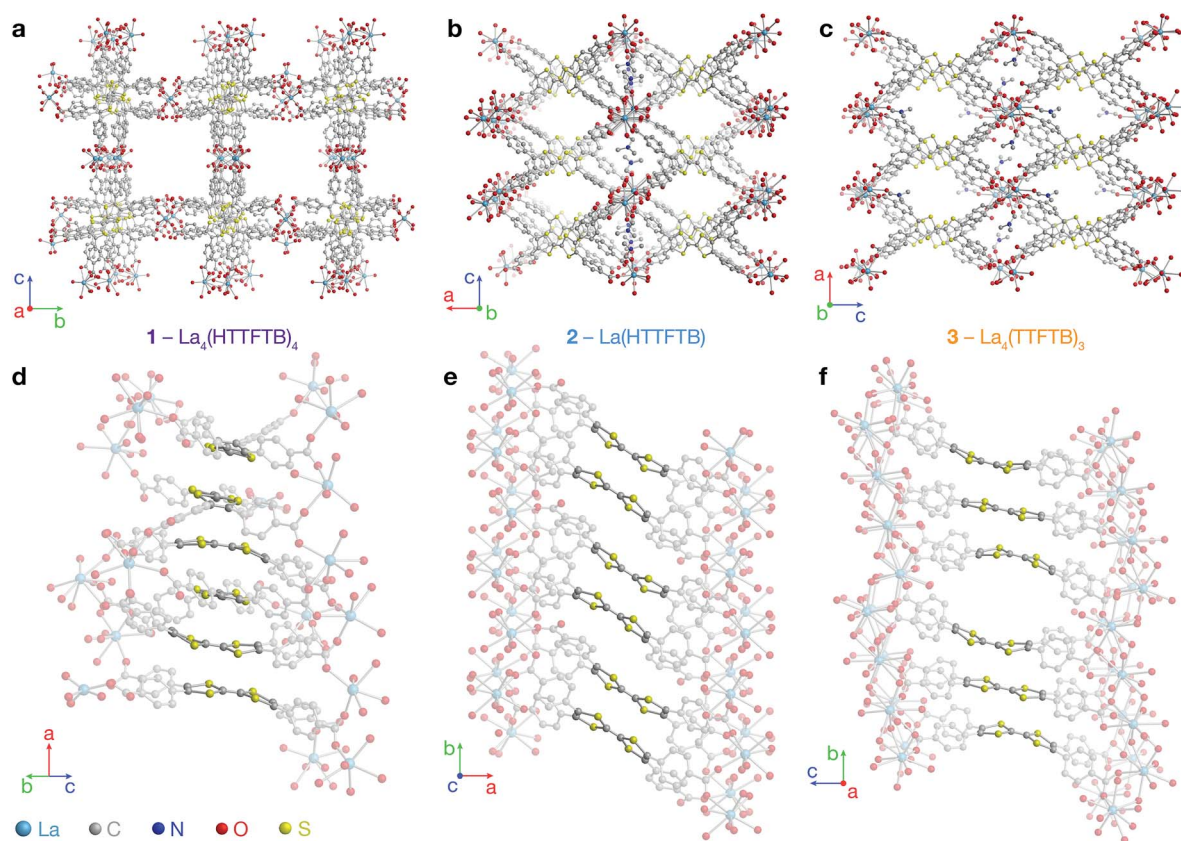 a
b
c
c
a
b
a
c
b
a
b
c
1 – La₄(HTTFTB)₄
2 – La(HTTFTB)
3 – La₄(TTFTB)₃
d
e
f
a
b
c
b
c
a
b
c
a
La
C
N
O
S